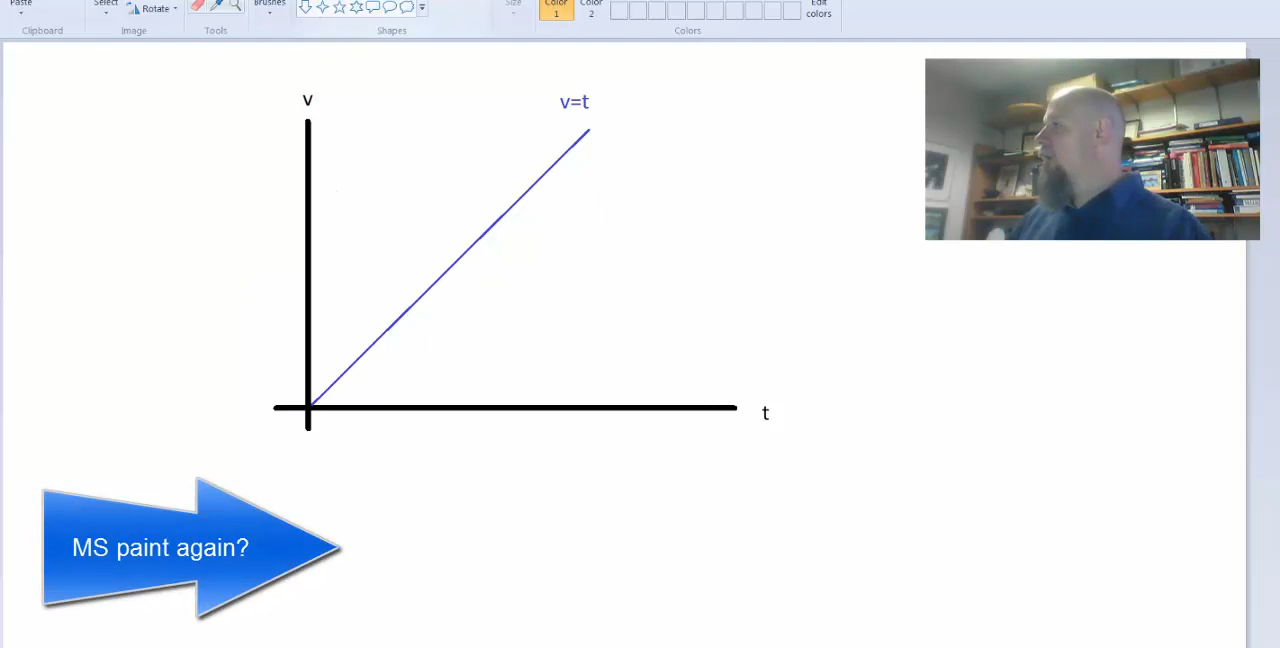 Paste
Select
Rotate
Brushes
Size
Color
1
Color
2
Edit
colors
Clipboard
Image
Tools
Shapes
Colors
v
v=t
t
MS paint again?